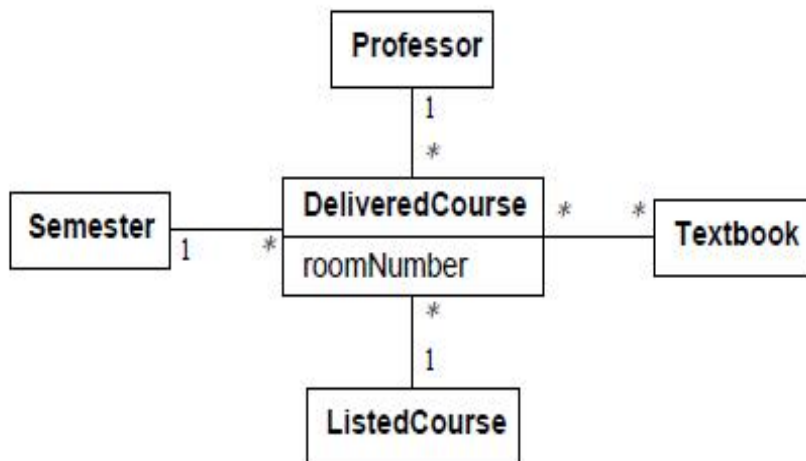 Professor
1
*
Semester
1
*
DeliveredCourse
roomNumber
*
*
Textbook
*
1
ListedCourse